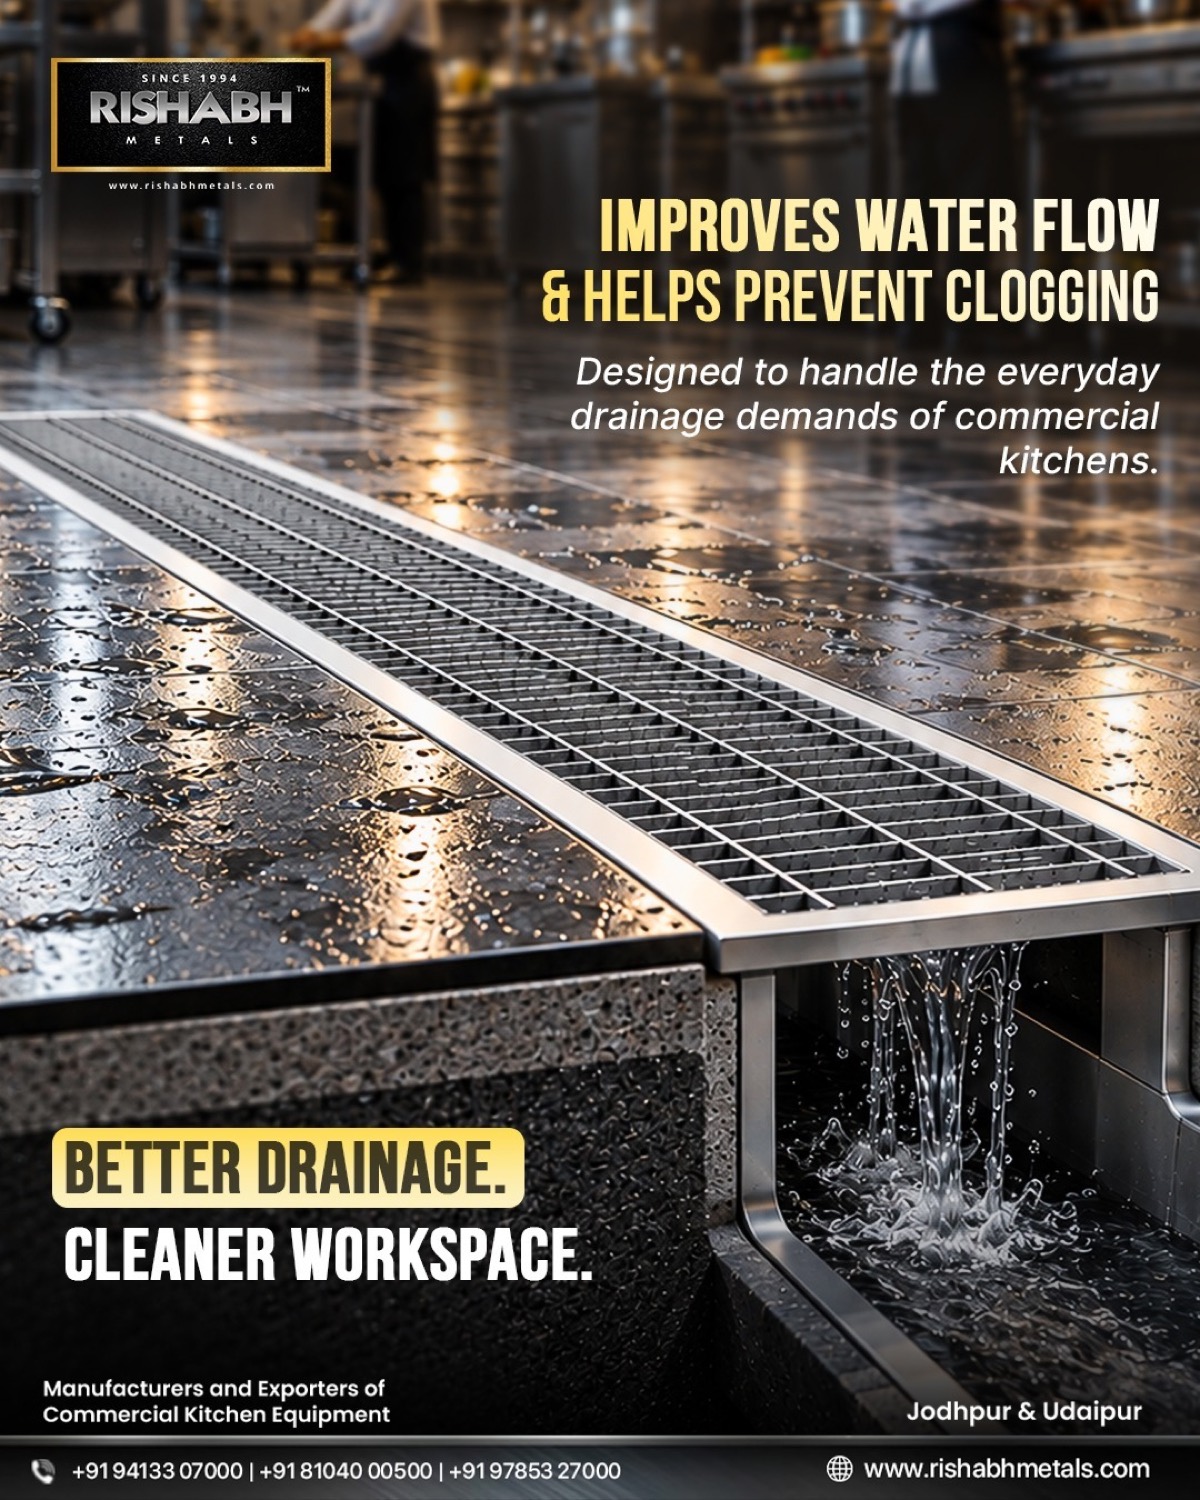 SINCE 1994
RISHABH™
METALS
www.rishabhmetals.com
IMPROVES WATER FLOW
& HELPS PREVENT CLOGGING
Designed to handle the everyday
drainage demands of commercial
kitchens.
BETTER DRAINAGE.
CLEANER WORKSPACE.
Manufacturers and Exporters of
Commercial Kitchen Equipment
Jodhpur & Udaipur
+91 94133 07000 | +91 81040 00500 | +91 97853 27000
www.rishabhmetals.com